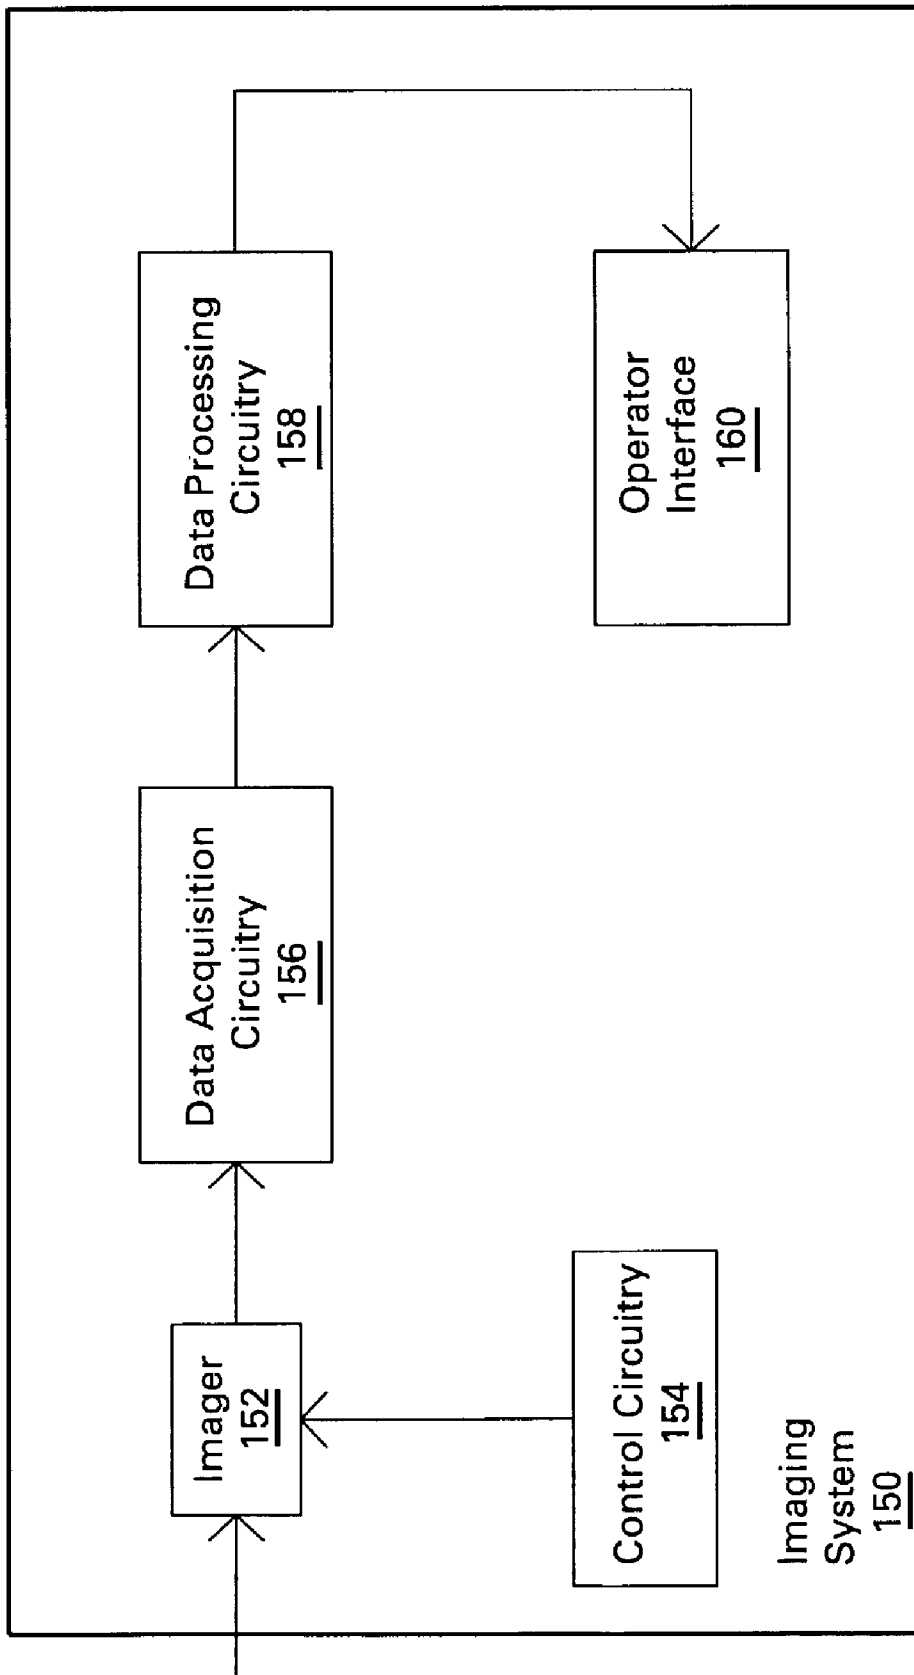 Imager
152
Data Acquisition
Circuitry
156
Data Processing
Circuitry
158
Control Circuitry
154
Operator
Interface
160
Imaging
System
150